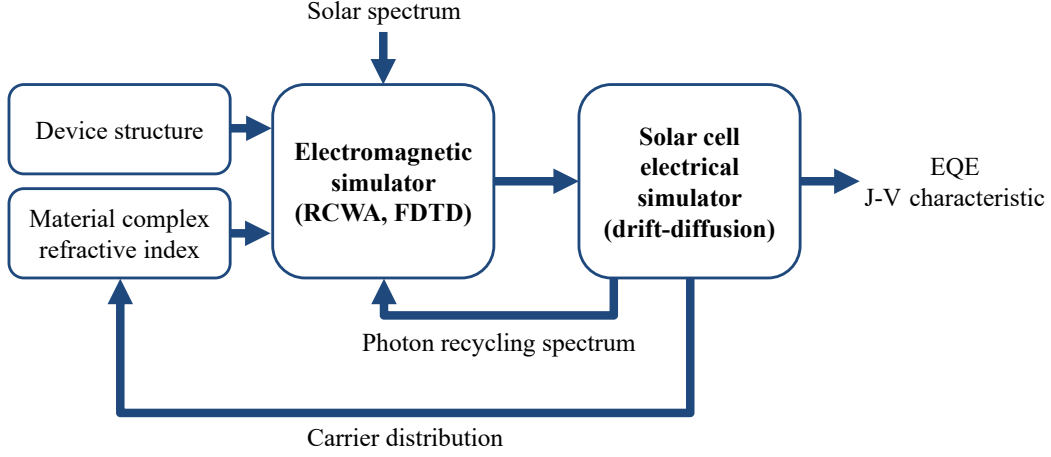 Solar spectrum
Device structure
Material complex
refractive index
Electromagnetic
simulator
(RCWA, FDTD)
Solar cell
electrical
simulator
(drift-diffusion)
EQE
J-V characteristic
Photon recycling spectrum
Carrier distribution